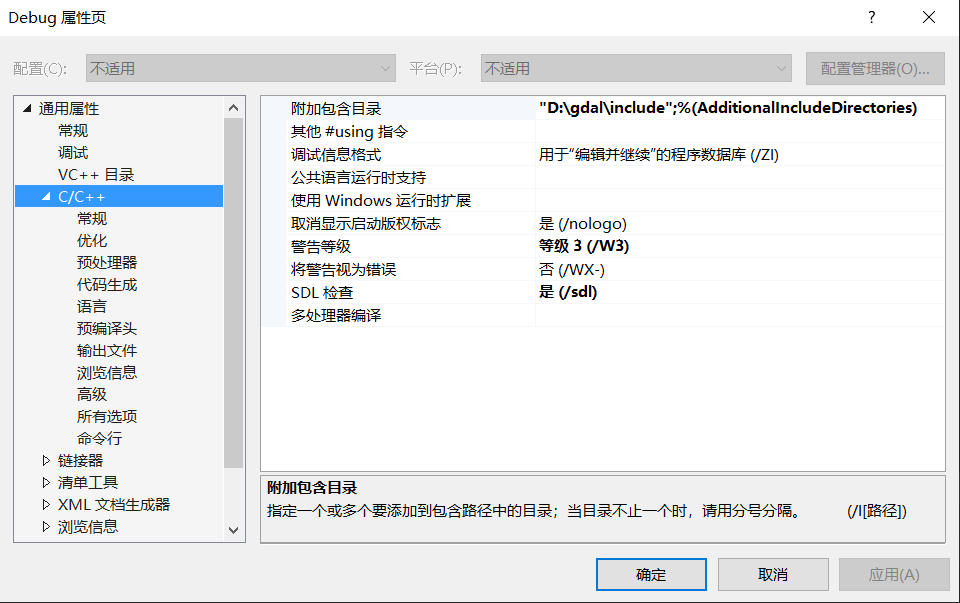 Debug 属性页
配置(C): 不适用 平台(P): 不适用 配置管理器(O)...
通用属性
常规
调试
VC++ 目录
C/C++
常规
优化
预处理器
代码生成
语言
预编译头
输出文件
浏览信息
高级
所有选项
命令行
链接器
清单工具
XML 文档生成器
浏览信息
附加包含目录 "D:\gdal\include";%(AdditionalIncludeDirectories)
其他 #using 指令
调试信息格式 用于“编辑并继续”的程序数据库 (/ZI)
公共语言运行时支持
使用 Windows 运行时扩展
取消显示启动版权标志 是 (/nologo)
警告等级 等级 3 (/W3)
将警告视为错误 否 (/WX-)
SDL 检查 是 (/sdl)
多处理器编译
附加包含目录
指定一个或多个要添加到包含路径中的目录；当目录不止一个时，请用分号分隔。 (/I[路径])
确定 取消 应用(A)